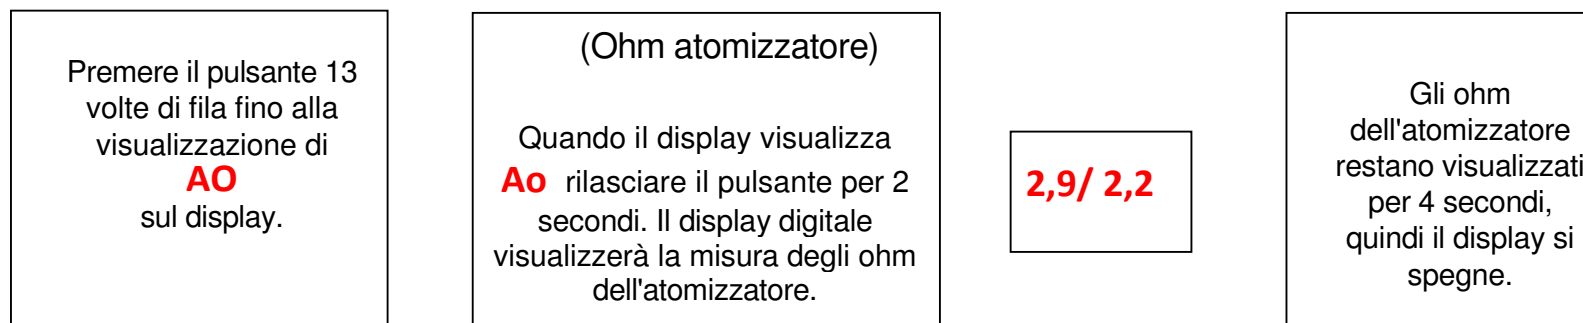 Premere il pulsante 13
volte di fila fino alla
visualizzazione di
AO
sul display.
(Ohm atomizzatore)
Quando il display visualizza
Ao rilasciare il pulsante per 2
secondi. Il display digitale
visualizzerà la misura degli ohm
dell'atomizzatore.
2,9/ 2,2
Gli ohm
dell'atomizzatore
restano visualizzati
per 4 secondi,
quindi il display si
spegne.